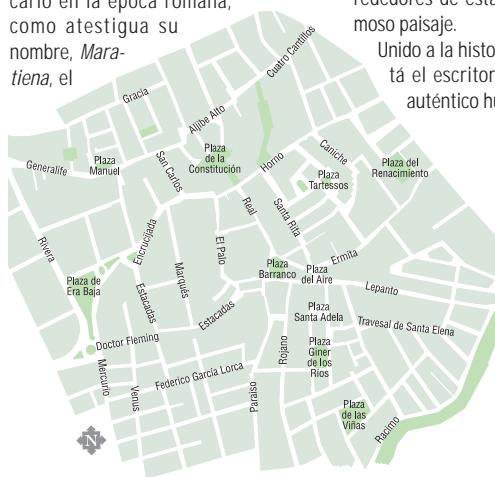 cario en la época romana,
como atestigua su
nombre, Mara-
tiena, el
rededores de esta
moso paisaje.
Unido a la histo
tá el escritor
auténtico hu
Cuatro Cantillos
Gracia
Aljibe Alto
Plaza
de la
Constitución
Horno
Caniche
Plaza del
Renacimiento
Generalife
Plaza
Manuel
San Carlos
Plaza
Tartessos
Real
Santa Rita
Rivera
Encrucijada
El Palo
Marqués
Ermita
Plaza
Barranco
Plaza
del Aire
Plaza de
Era Baja
Estacadas
Lepanto
Estacadas
Plaza
Santa Adela
Travesal de Santa Elena
Doctor Fleming
Rojano
Plaza
Giner
de los
Ríos
Mercurio
Venus
Federico García Lorca
Paraíso
Plaza
de las
Viñas
Racimo
N